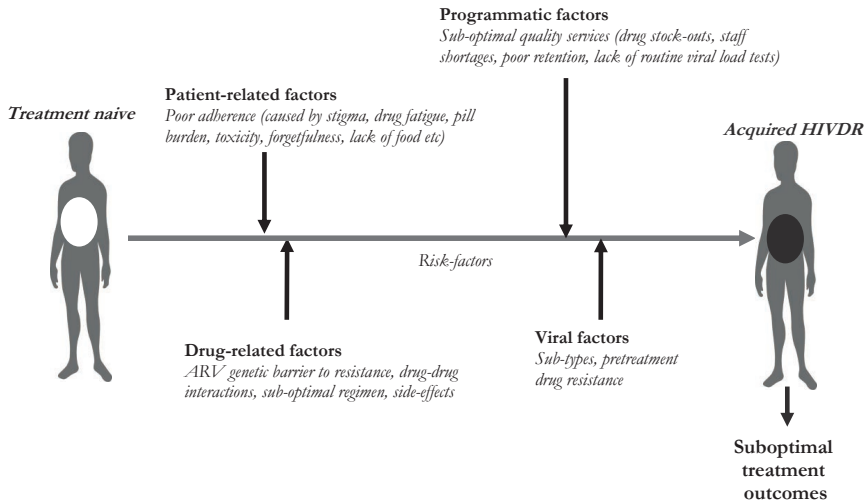 Programmatic factors
Sub-optimal quality services (drug stock-outs, staff
shortages, poor retention, lack of routine viral load tests)
Patient-related factors
Poor adherence (caused by stigma, drug fatigue, pill
burden, toxicity, forgetfulness, lack of food etc)
Treatment naive
Acquired HIVDR
Risk-factors
Drug-related factors
ARV genetic barrier to resistance, drug-drug
interactions, sub-optimal regimen, side-effects
Viral factors
Sub-types, pretreatment
drug resistance
Suboptimal
treatment
outcomes